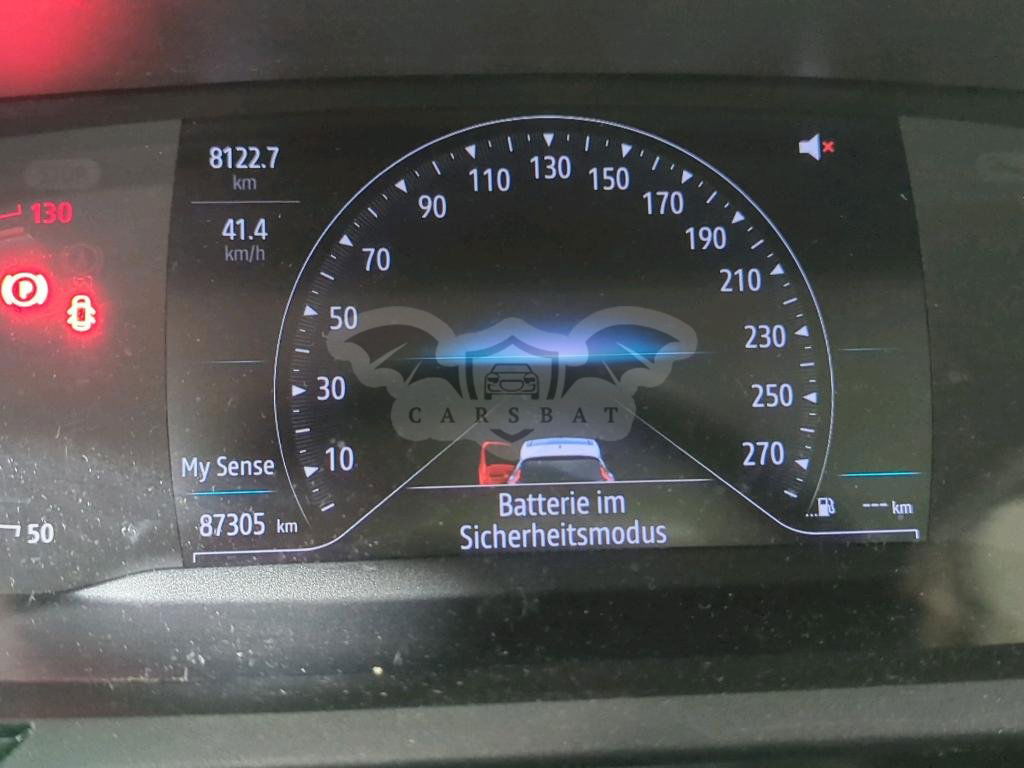 8122.7
km
41.4
km/h
130
P
10
30
50
70
90
110
130
150
170
190
210
230
250
270
CARSBAT
My Sense
87305 km
50
Batterie im
Sicherheitsmodus
...
--- km